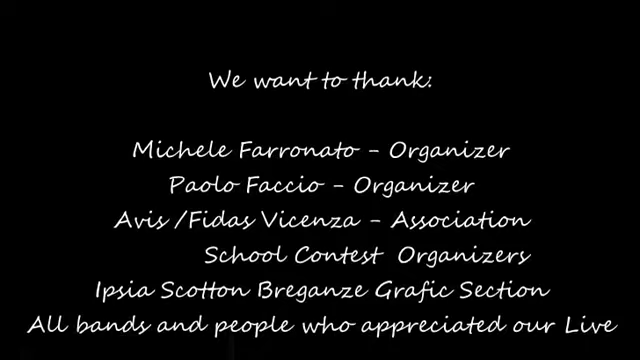 We want to thank:
Michele Farronato - Organizer
Paolo Faccio - Organizer
Avis /Fidas Vicenza - Association
School Contest Organizers
Ipsia Scotton Breganze Grafic Section
All bands and people who appreciated our Live